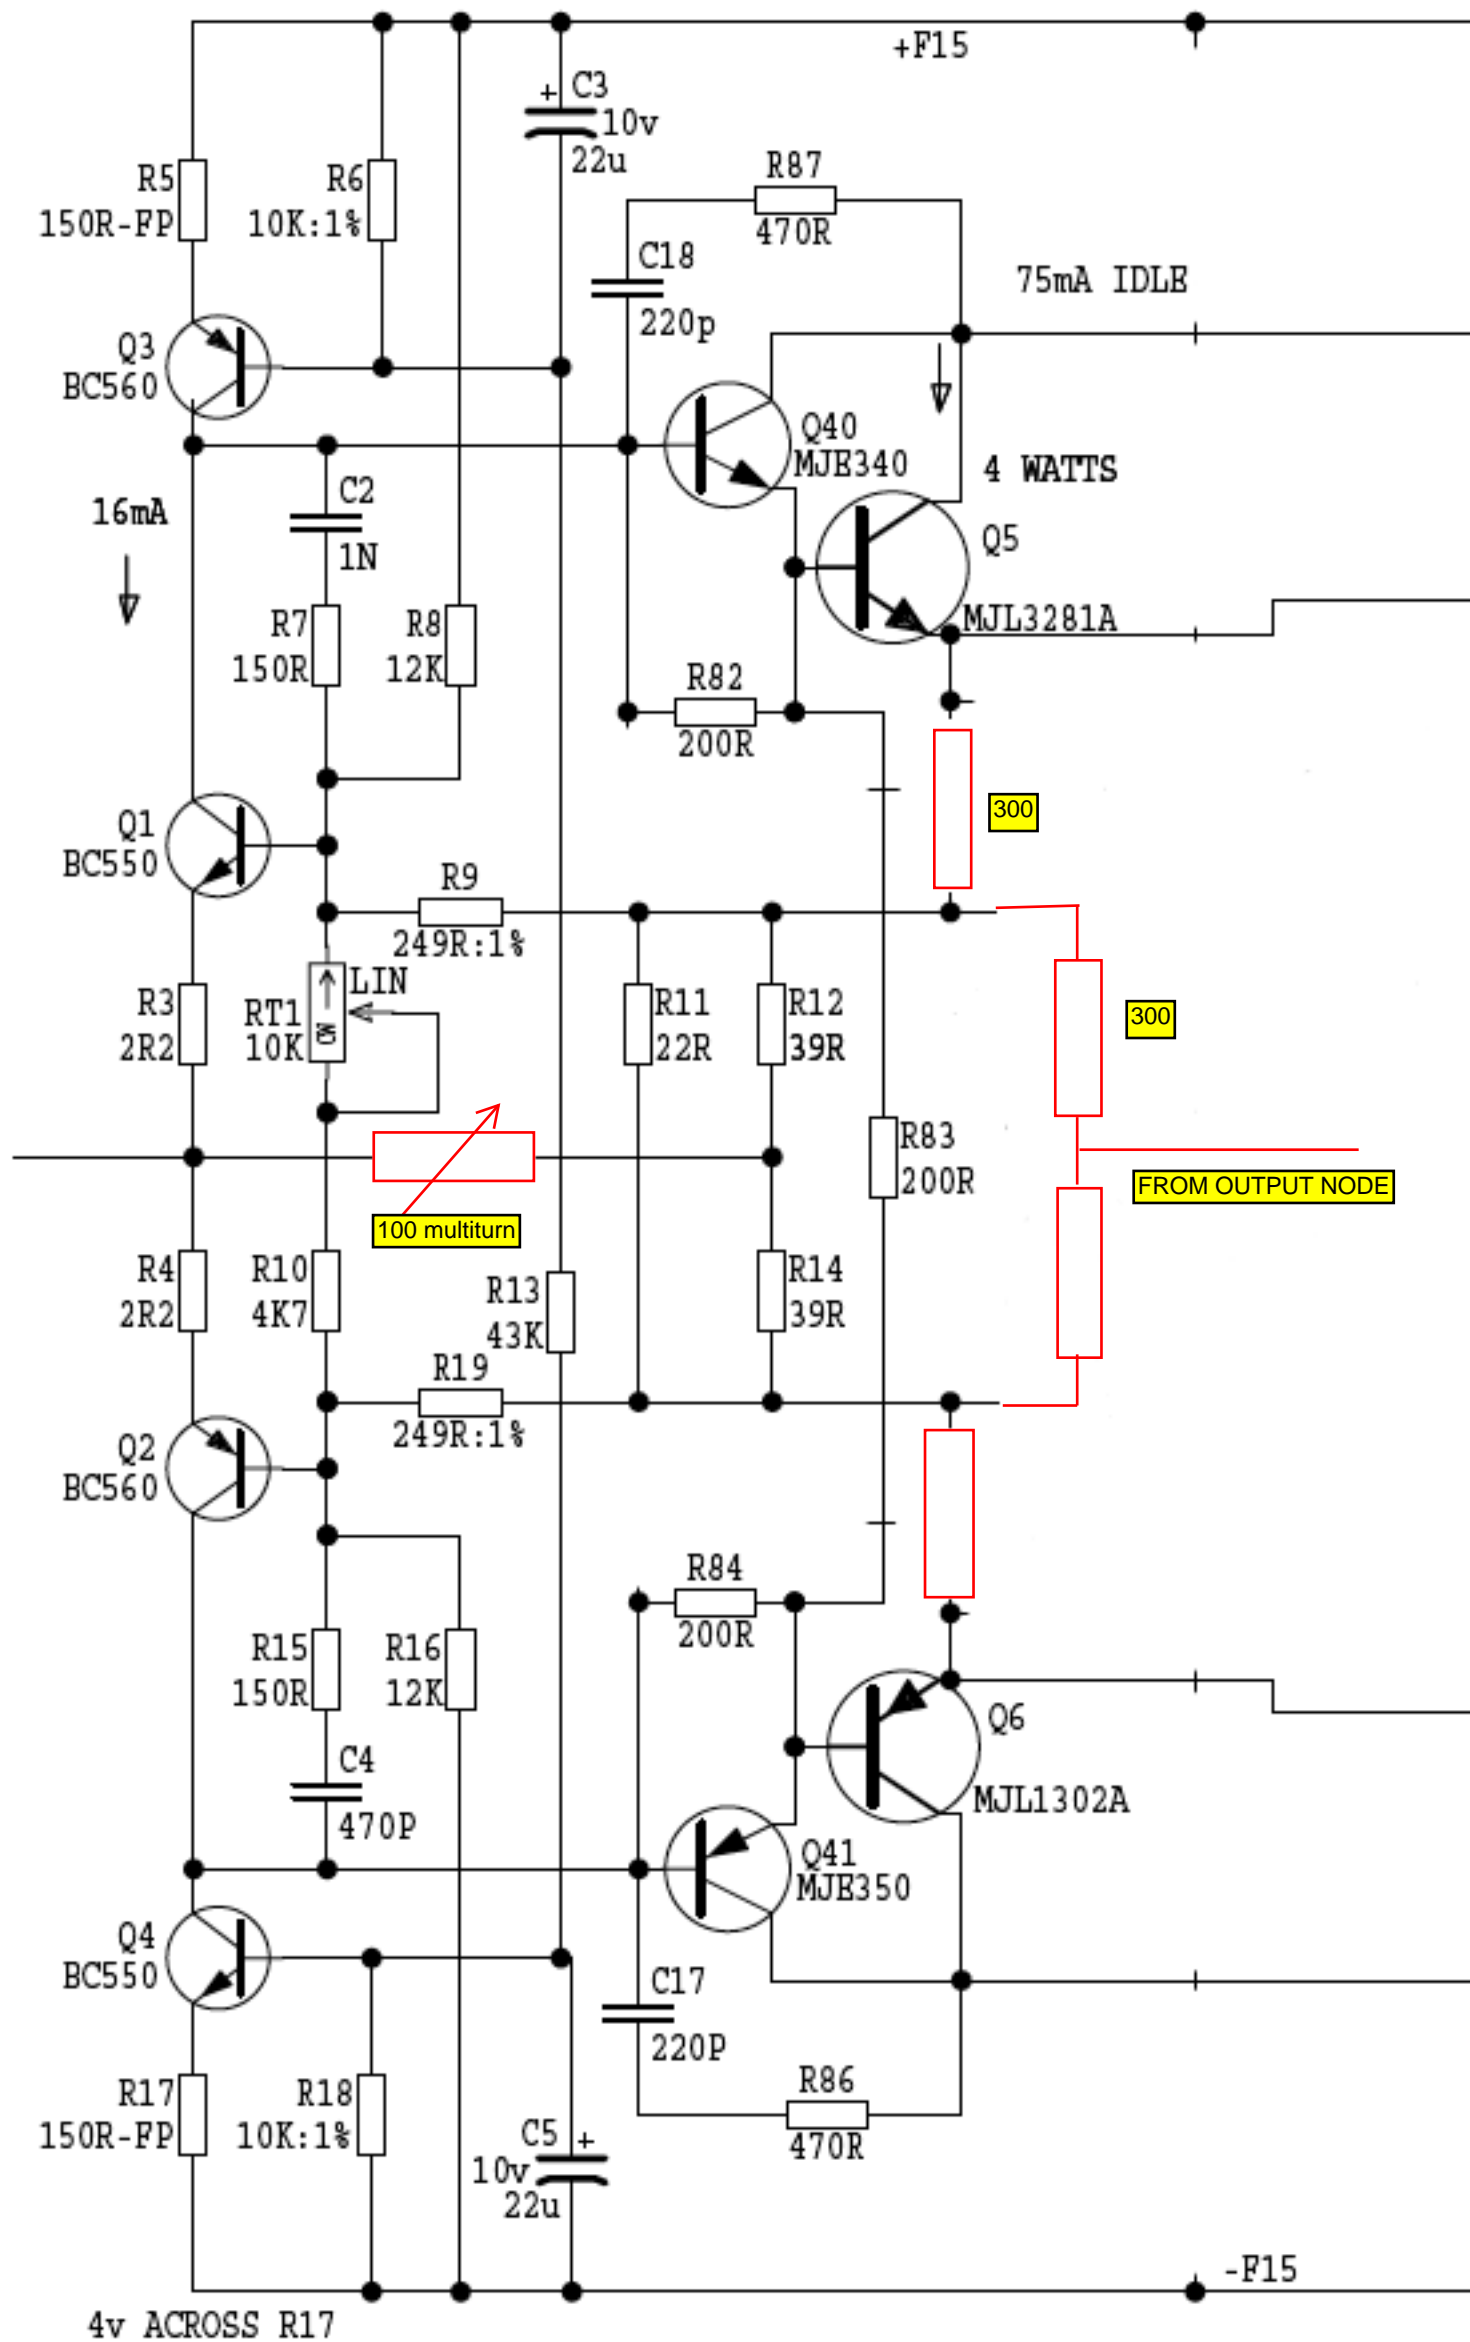 +F15
C3
+
10v
22u
R5
150R-FP
R6
10K:1%
R87
470R
C18
220p
75mA IDLE
Q3
BC560
Q40
MJE340
4 WATTS
16mA
C2
1N
Q5
MJL3281A
R7
150R
R8
12K
R82
200R
300
Q1
BC550
R9
249R:1%
LIN
R3
2R2
RT1
10K
CW
R11
22R
R12
39R
300
R83
200R
FROM OUTPUT NODE
100 multiturn
R4
2R2
R10
4K7
R13
43K
R14
39R
R19
249R:1%
Q2
BC560
R84
200R
R15
150R
R16
12K
Q6
MJL1302A
C4
470P
Q41
MJE350
Q4
BC550
C17
220P
R17
150R-FP
R18
10K:1%
R86
470R
C5
+
10v
22u
-F15
4v ACROSS R17